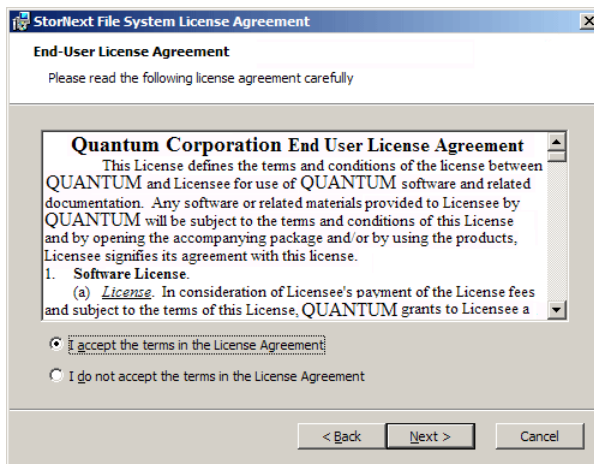 StorNext File System License Agreement
End-User License Agreement
Please read the following license agreement carefully
Quantum Corporation End User License Agreement
This License defines the terms and conditions of the license between
QUANTUM and Licensee for use of QUANTUM software and related
documentation. Any software or related materials provided to Licensee by
QUANTUM will be subject to the terms and conditions of this License
and by opening the accompanying package and/or by using the products,
Licensee signifies its agreement with this license.
1. Software License.
(a) License. In consideration of Licensee's payment of the License fees
and subject to the terms of this License, QUANTUM grants to Licensee a
I accept the terms in the License Agreement
I do not accept the terms in the License Agreement
< Back Next > Cancel